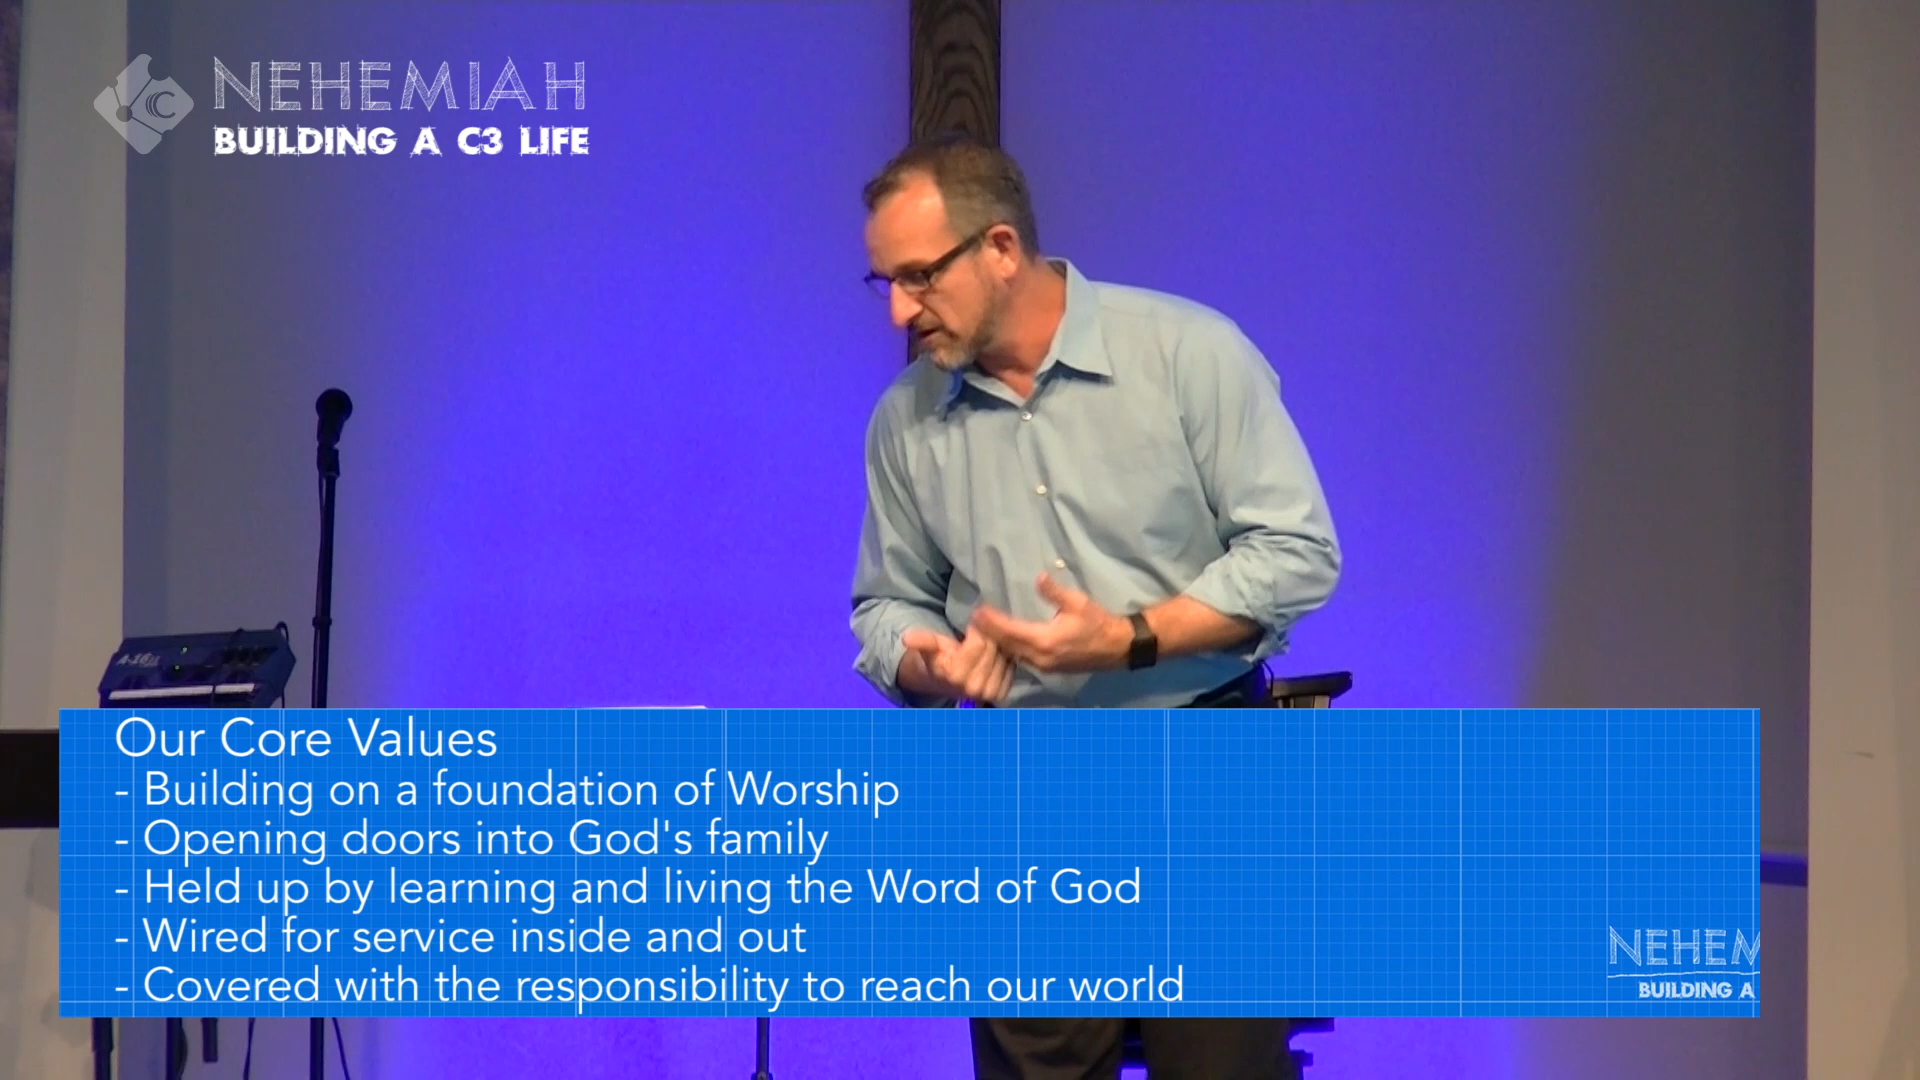 NEHEMIAH
BUILDING A C3 LIFE
A-16II
Our Core Values
- Building on a foundation of Worship
- Opening doors into God's family
- Held up by learning and living the Word of God
- Wired for service inside and out
- Covered with the responsibility to reach our world
NEHEM
BUILDING A